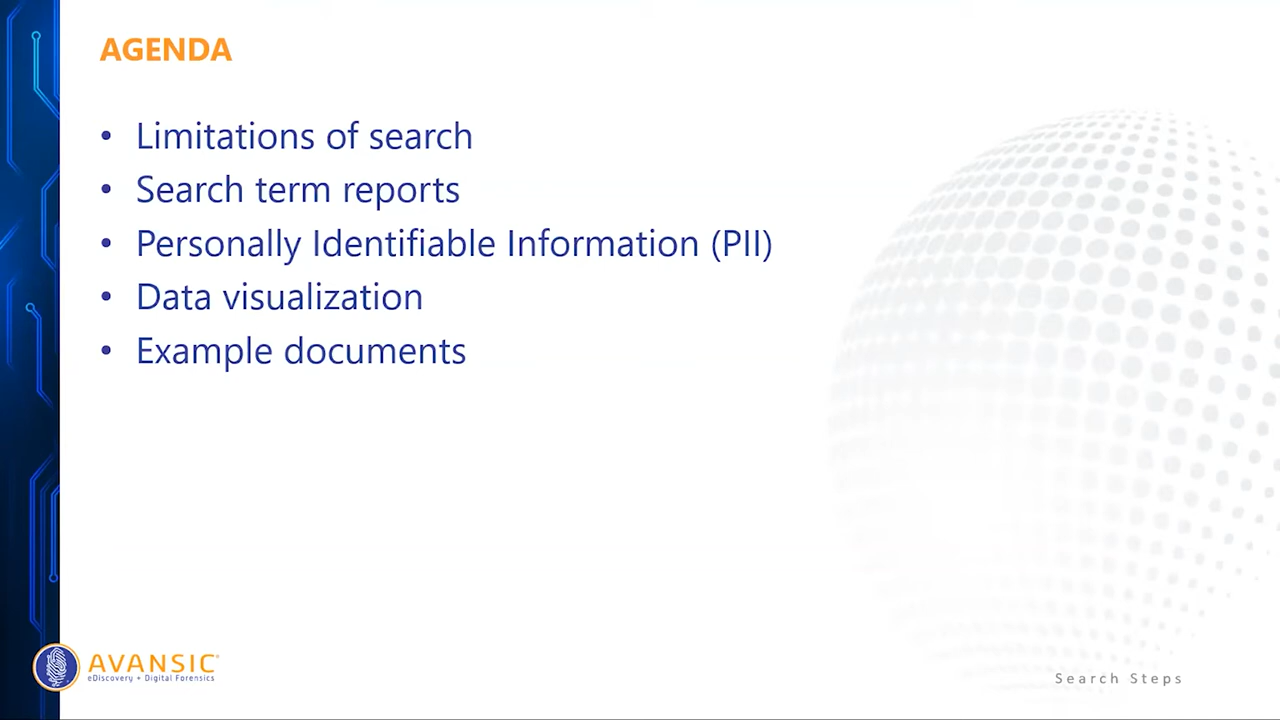 AGENDA
• Limitations of search
• Search term reports
• Personally Identifiable Information (PII)
• Data visualization
• Example documents
AVANSIC®
eDiscovery + Digital Forensics
Search Steps